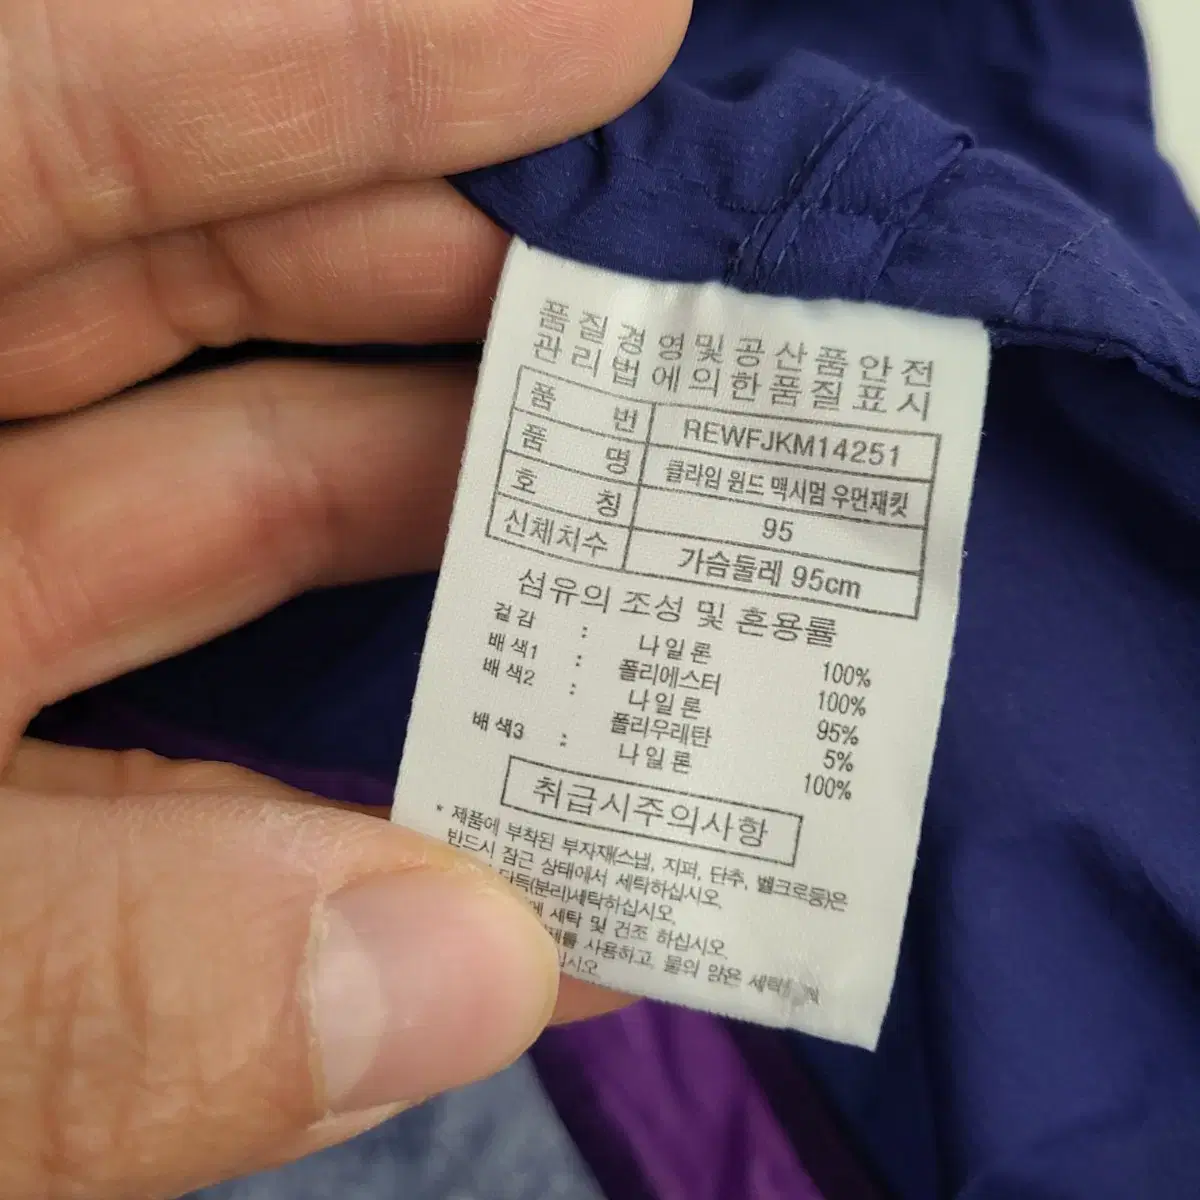 품질경영및공산품안전
관리법에의한품질표시
품 번 REWFJKM14251
품 명 클라임 윈드 맥시멈 우먼재킷
호 칭 95
신체치수 가슴둘레 95cm
섬유의 조성 및 혼용률
겉감 : 나일론 100%
배색1 : 폴리에스터 100%
배색2 : 나일론 95%
폴리우레탄 5%
배색3 : 나일론 100%
취급시주의사항
* 제품에 부착된 부자재(스냅, 지퍼, 단추, 벨크로등)은
반드시 잠근 상태에서 세탁하십시오.
단독(분리)세탁하십시오.
세탁 및 건조 하십시오.
사용하고, 물의 양은